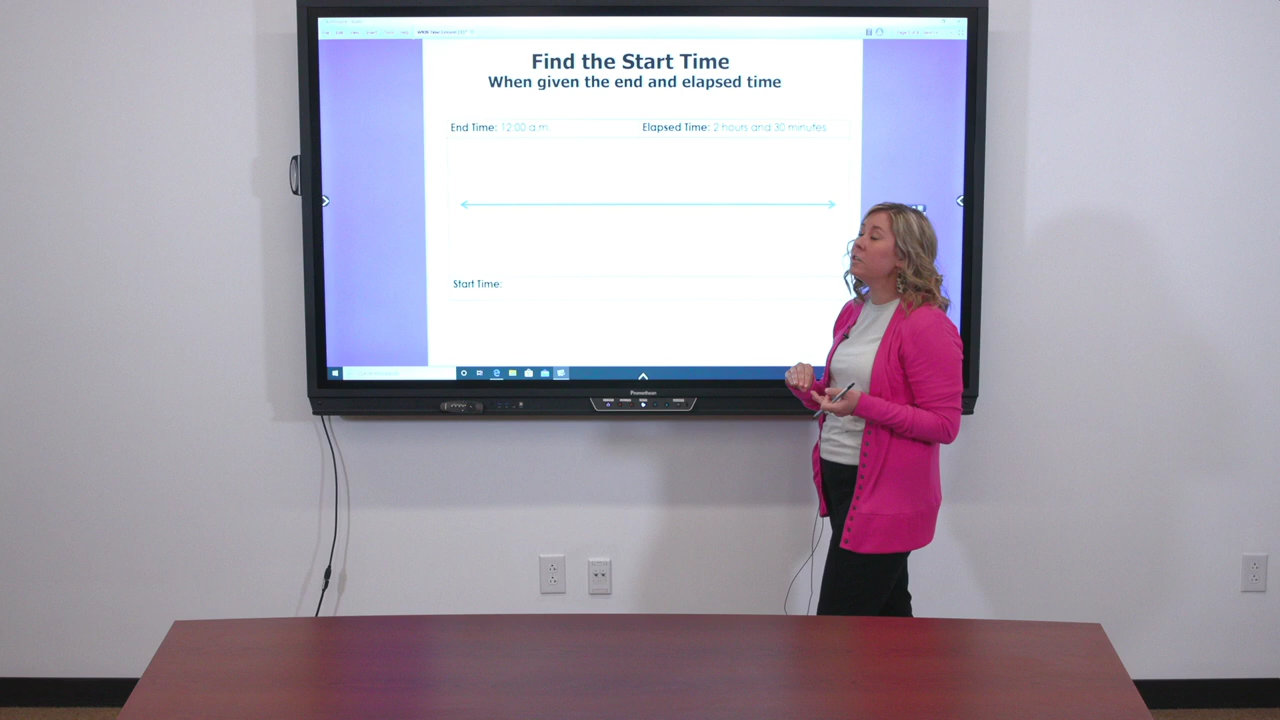 Find the Start Time
When given the end and elapsed time
End Time: 12:00 a.m. Elapsed Time: 2 hours and 30 minutes
Start Time:
Promethean